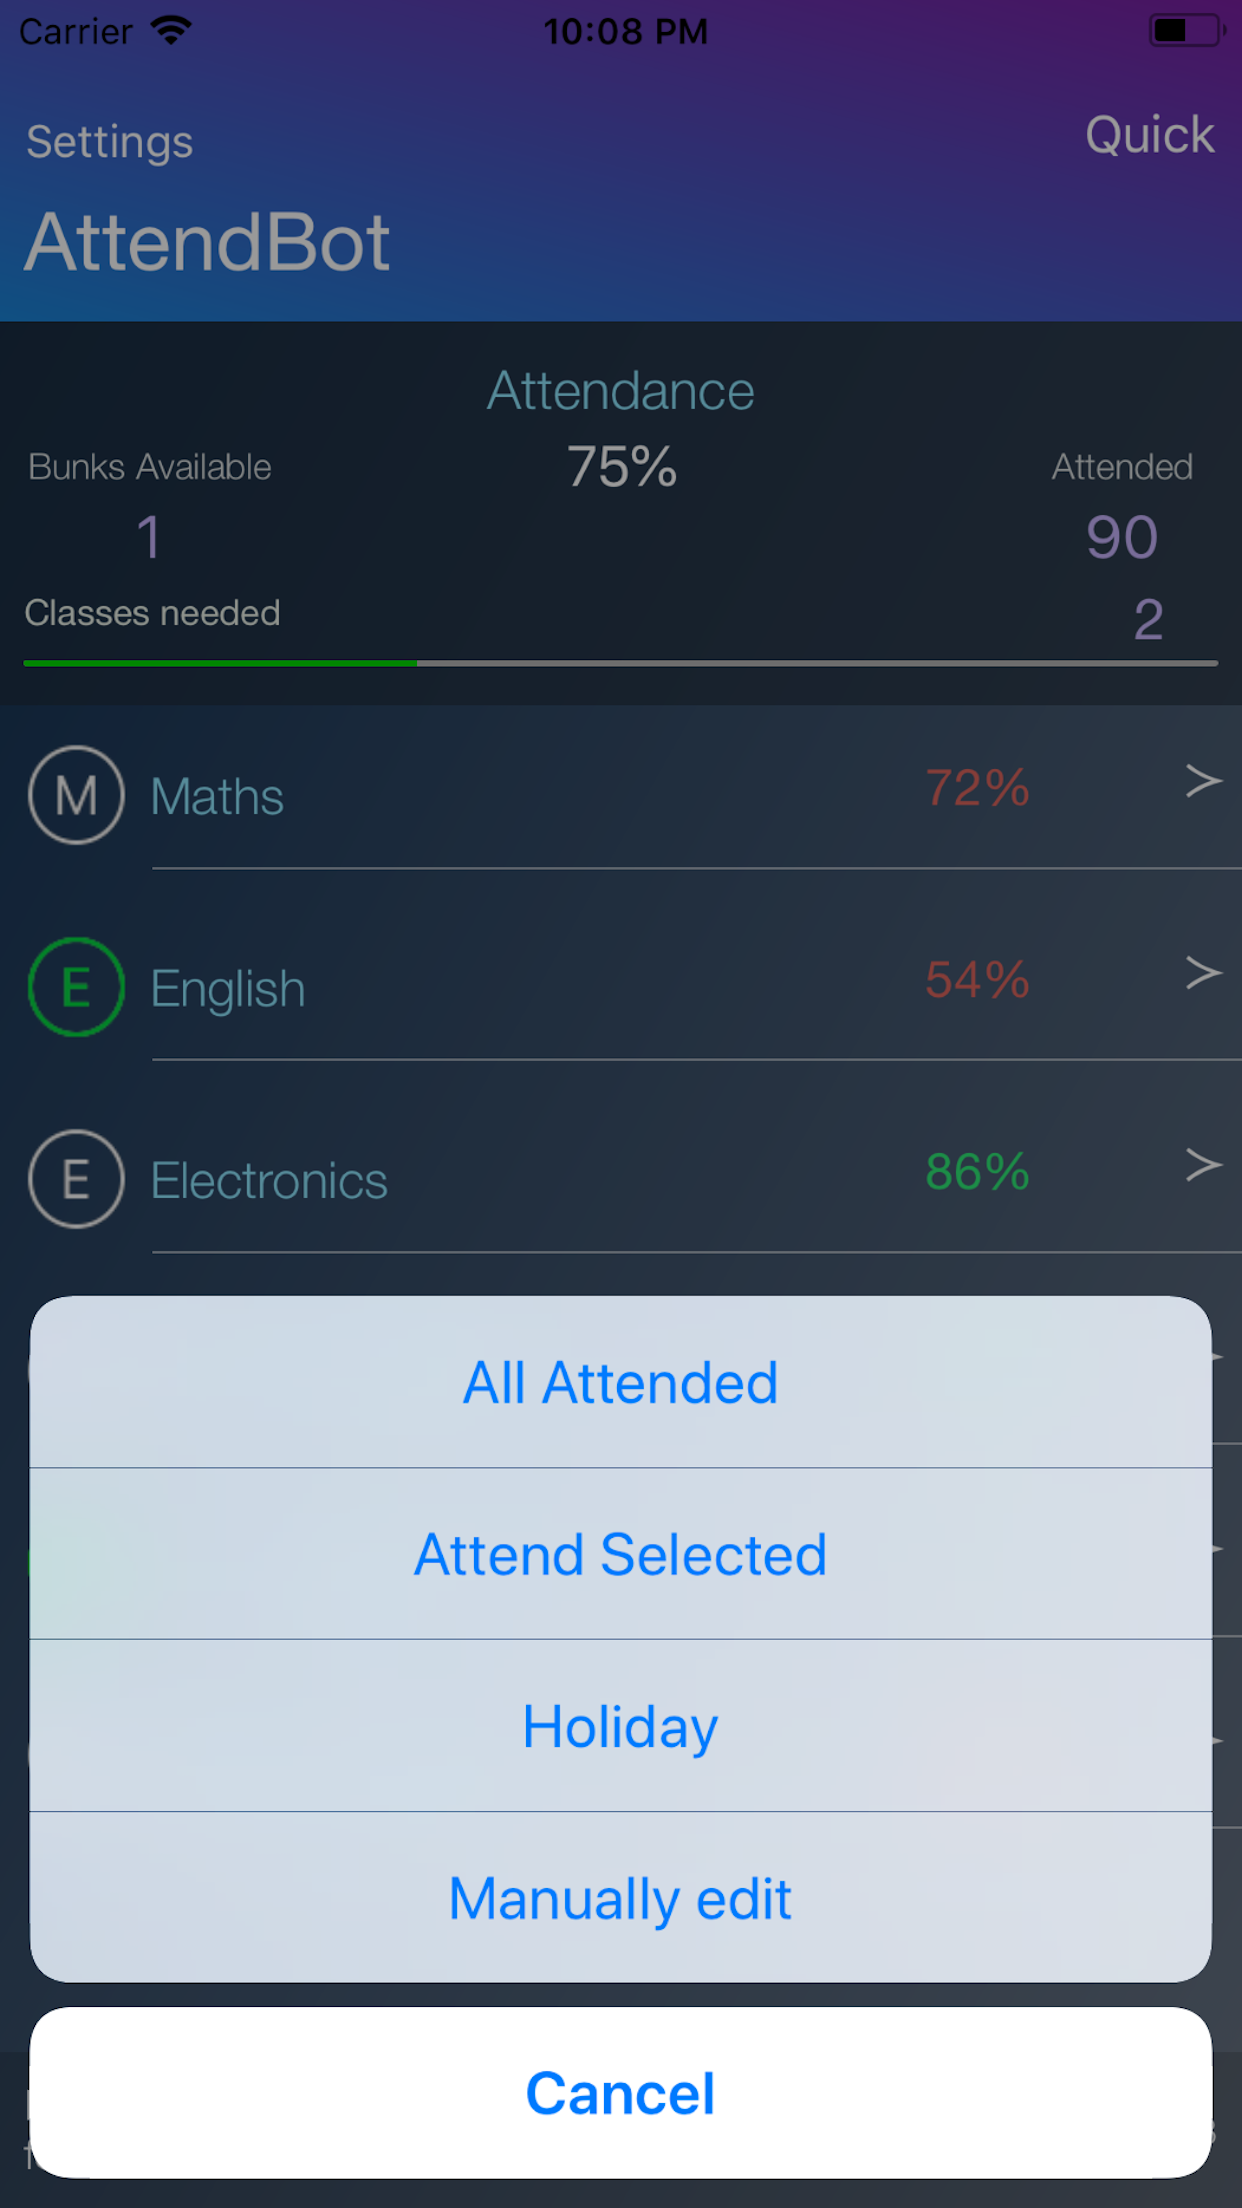 Carrier 10:08 PM
Settings Quick
AttendBot
Attendance
Bunks Available 75% Attended
1 90
Classes needed 2
M Maths 72%
E English 54%
E Electronics 86%
All Attended
Attend Selected
Holiday
Manually edit
Cancel